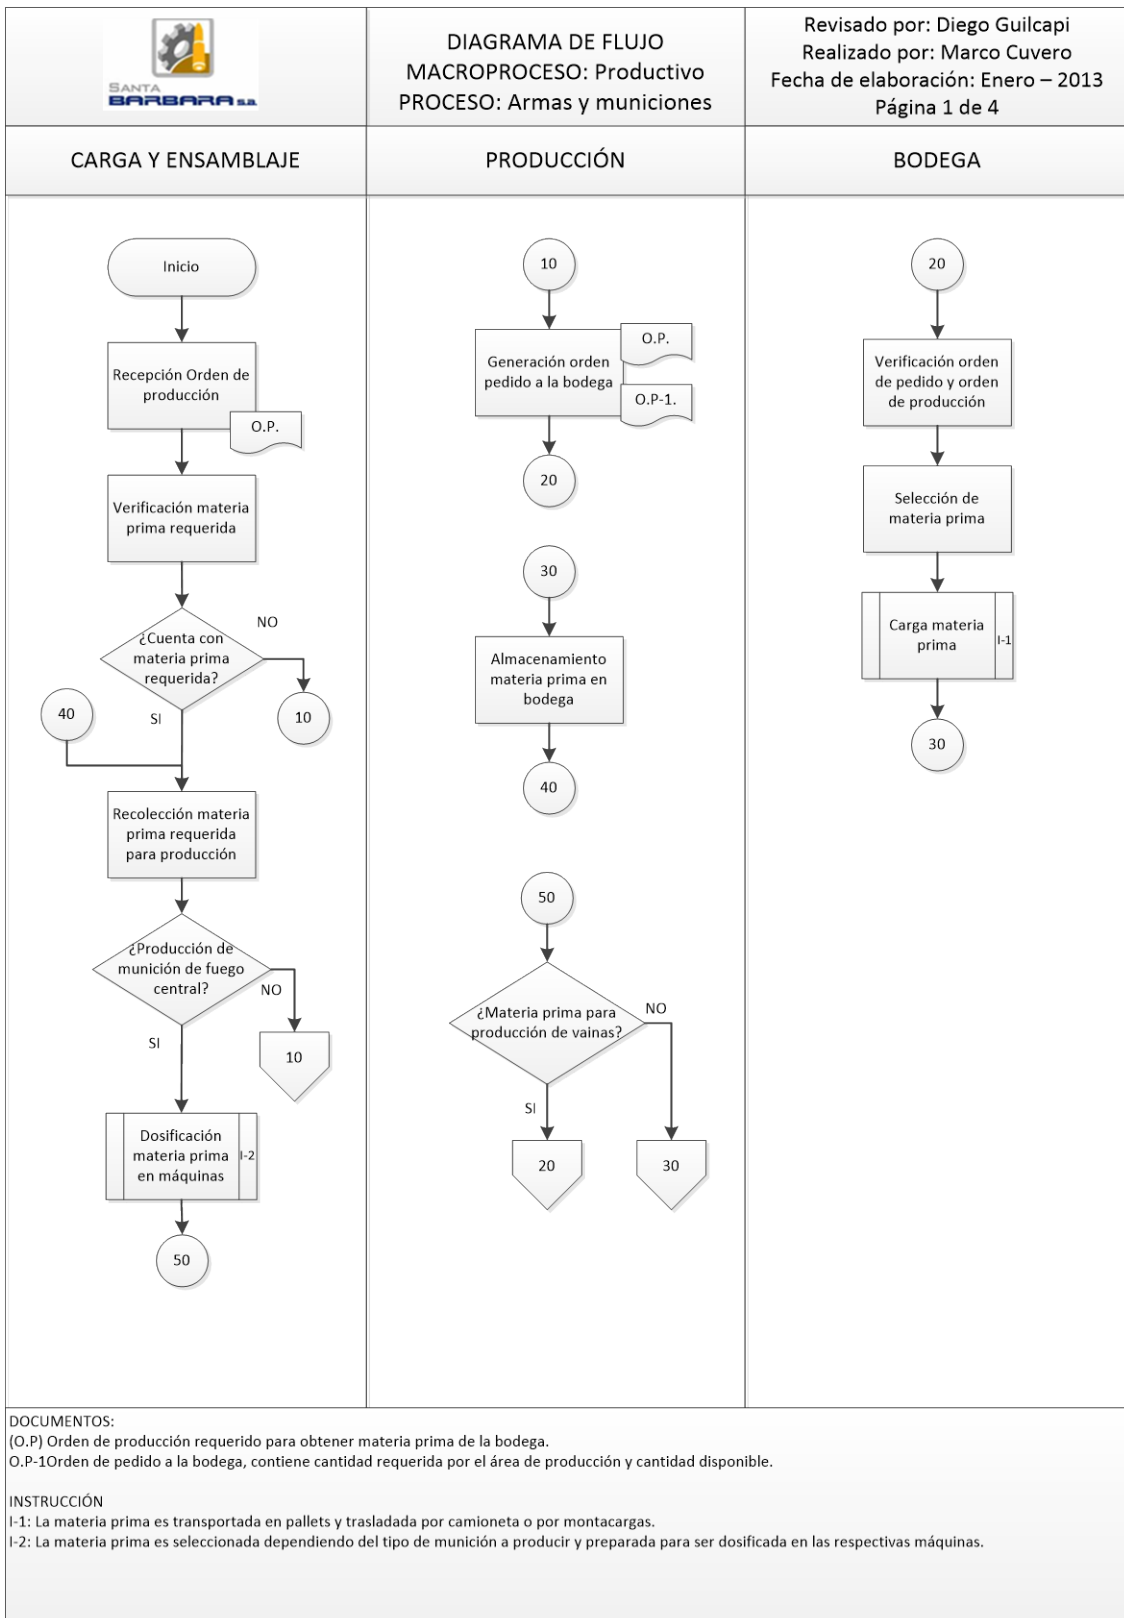 SANTA
BARBARA S.A.
DIAGRAMA DE FLUJO
MACROPROCESO: Productivo
PROCESO: Armas y municiones
Revisado por: Diego Guilcapi
Realizado por: Marco Cuvero
Fecha de elaboración: Enero – 2013
Página 1 de 4
CARGA Y ENSAMBLAJE
PRODUCCIÓN
BODEGA
Inicio
Recepción Orden de
producción
O.P.
Verificación materia
prima requerida
¿Cuenta con
materia prima
requerida?
NO
10
SI
40
Recolección materia
prima requerida
para producción
¿Producción de
munición de fuego
central?
NO
10
SI
Dosificación
materia prima
en máquinas
I-2
50
10
Generación orden
pedido a la bodega
O.P.
O.P-1.
20
30
Almacenamiento
materia prima en
bodega
40
50
¿Materia prima para
producción de vainas?
NO
SI
20
30
20
Verificación orden
de pedido y orden
de producción
Selección de
materia prima
Carga materia
prima
I-1
30
DOCUMENTOS:
(O.P) Orden de producción requerido para obtener materia prima de la bodega.
O.P-1Orden de pedido a la bodega, contiene cantidad requerida por el área de producción y cantidad disponible.
INSTRUCCIÓN
I-1: La materia prima es transportada en pallets y trasladada por camioneta o por montacargas.
I-2: La materia prima es seleccionada dependiendo del tipo de munición a producir y preparada para ser dosificada en las respectivas máquinas.